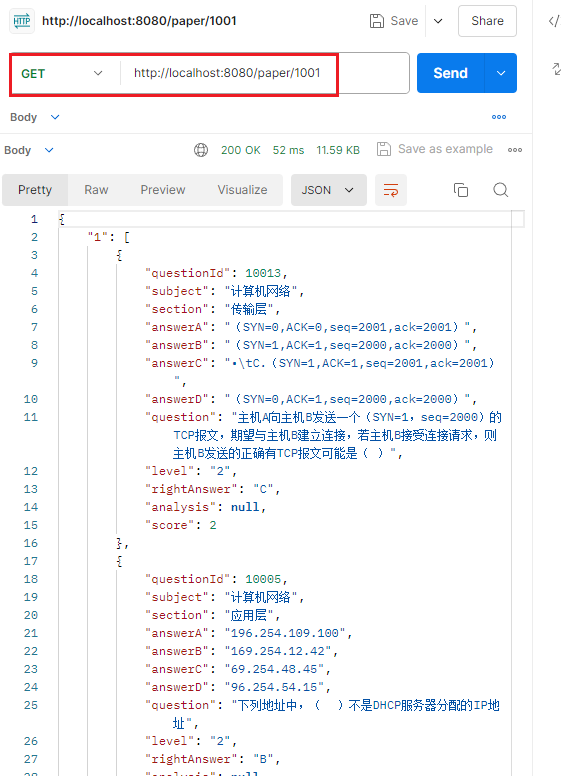 HTTP http://localhost:8080/paper/1001 Save Share
GET http://localhost:8080/paper/1001 Send
Body
Body 200 OK 52 ms 11.59 KB Save as example
Pretty Raw Preview Visualize JSON
1 {
2 "1": [
3 {
4 "questionId": 10013,
5 "subject": "计算机网络",
6 "section": "传输层",
7 "answerA": "（SYN=0,ACK=0,seq=2001,ack=2001）",
8 "answerB": "（SYN=1,ACK=1,seq=2000,ack=2000）",
9 "answerC": "•\tC.（SYN=1,ACK=1,seq=2001,ack=2001）
",
10 "answerD": "（SYN=0,ACK=1,seq=2000,ack=2000）",
11 "question": "主机A向主机B发送一个（SYN=1，seq=2000）的
TCP报文，期望与主机B建立连接，若主机B接受连接请求，则
主机B发送的正确有TCP报文可能是（ ）",
12 "level": "2",
13 "rightAnswer": "C",
14 "analysis": null,
15 "score": 2
16 },
17 {
18 "questionId": 10005,
19 "subject": "计算机网络",
20 "section": "应用层",
21 "answerA": "196.254.109.100",
22 "answerB": "169.254.12.42",
23 "answerC": "69.254.48.45",
24 "answerD": "96.254.54.15",
25 "question": "下列地址中，（  ）不是DHCP服务器分配的IP地
址",
26 "level": "2",
27 "rightAnswer": "B",